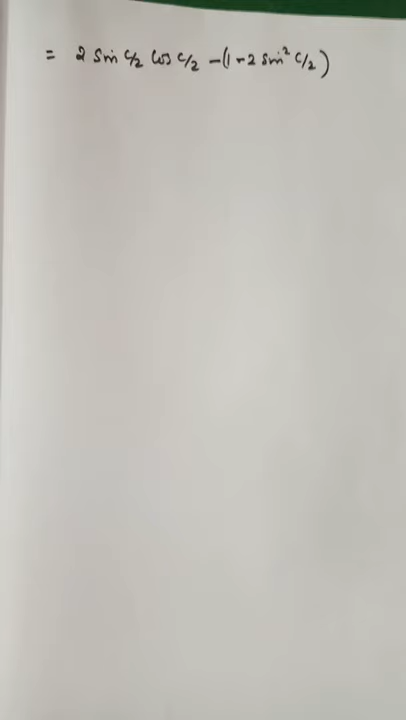 = 2 sin c/2 cos c/2 - (1 - 2 sin² c/2)